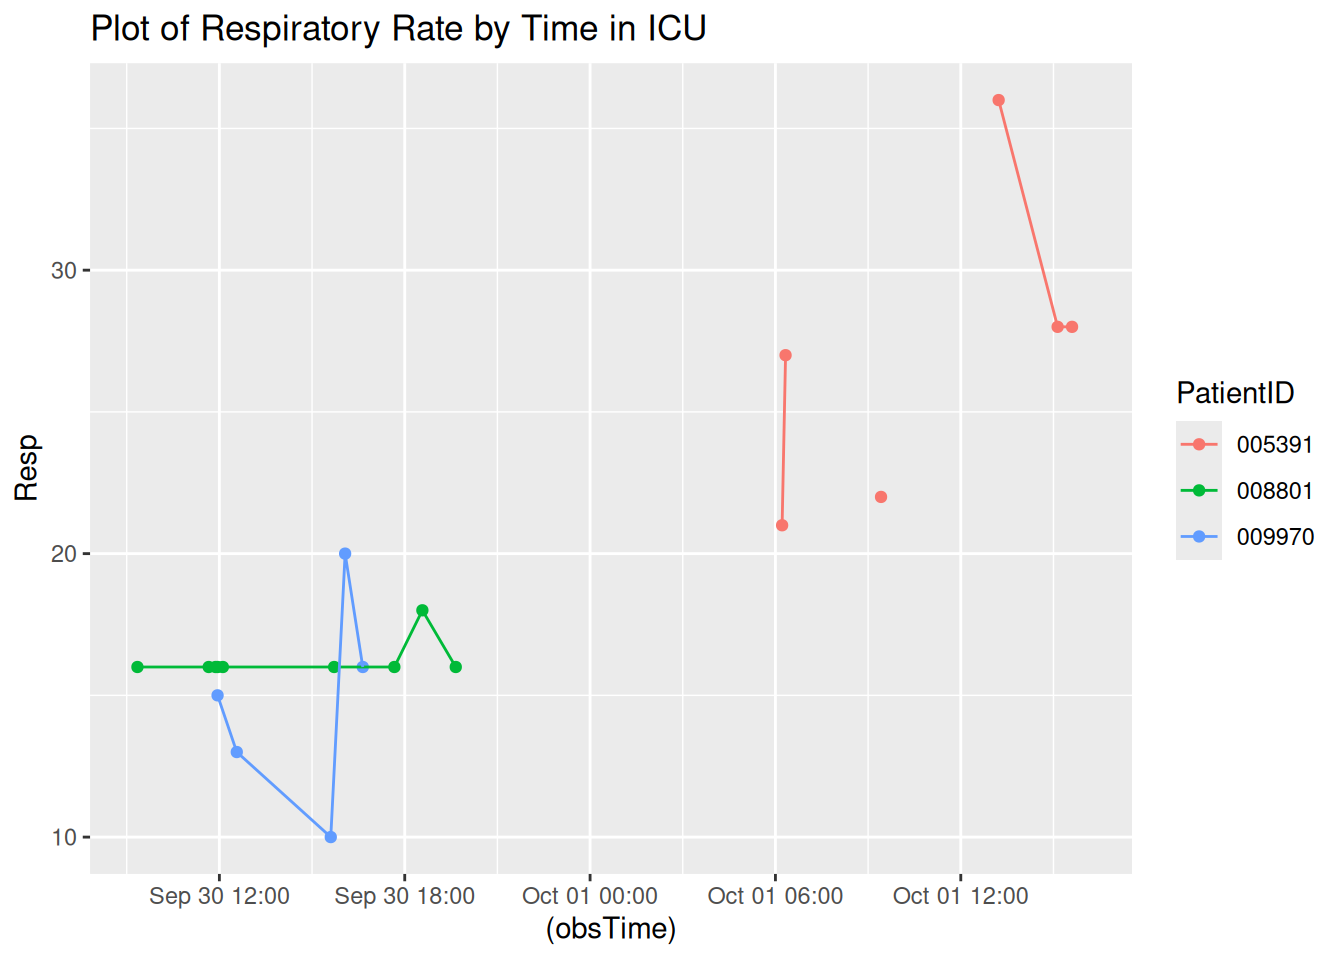 Plot of Respiratory Rate by Time in ICU
Resp
30
20
10
Sep 30 12:00
Sep 30 18:00
Oct 01 00:00
Oct 01 06:00
Oct 01 12:00
(obsTime)
PatientID
005391
008801
009970